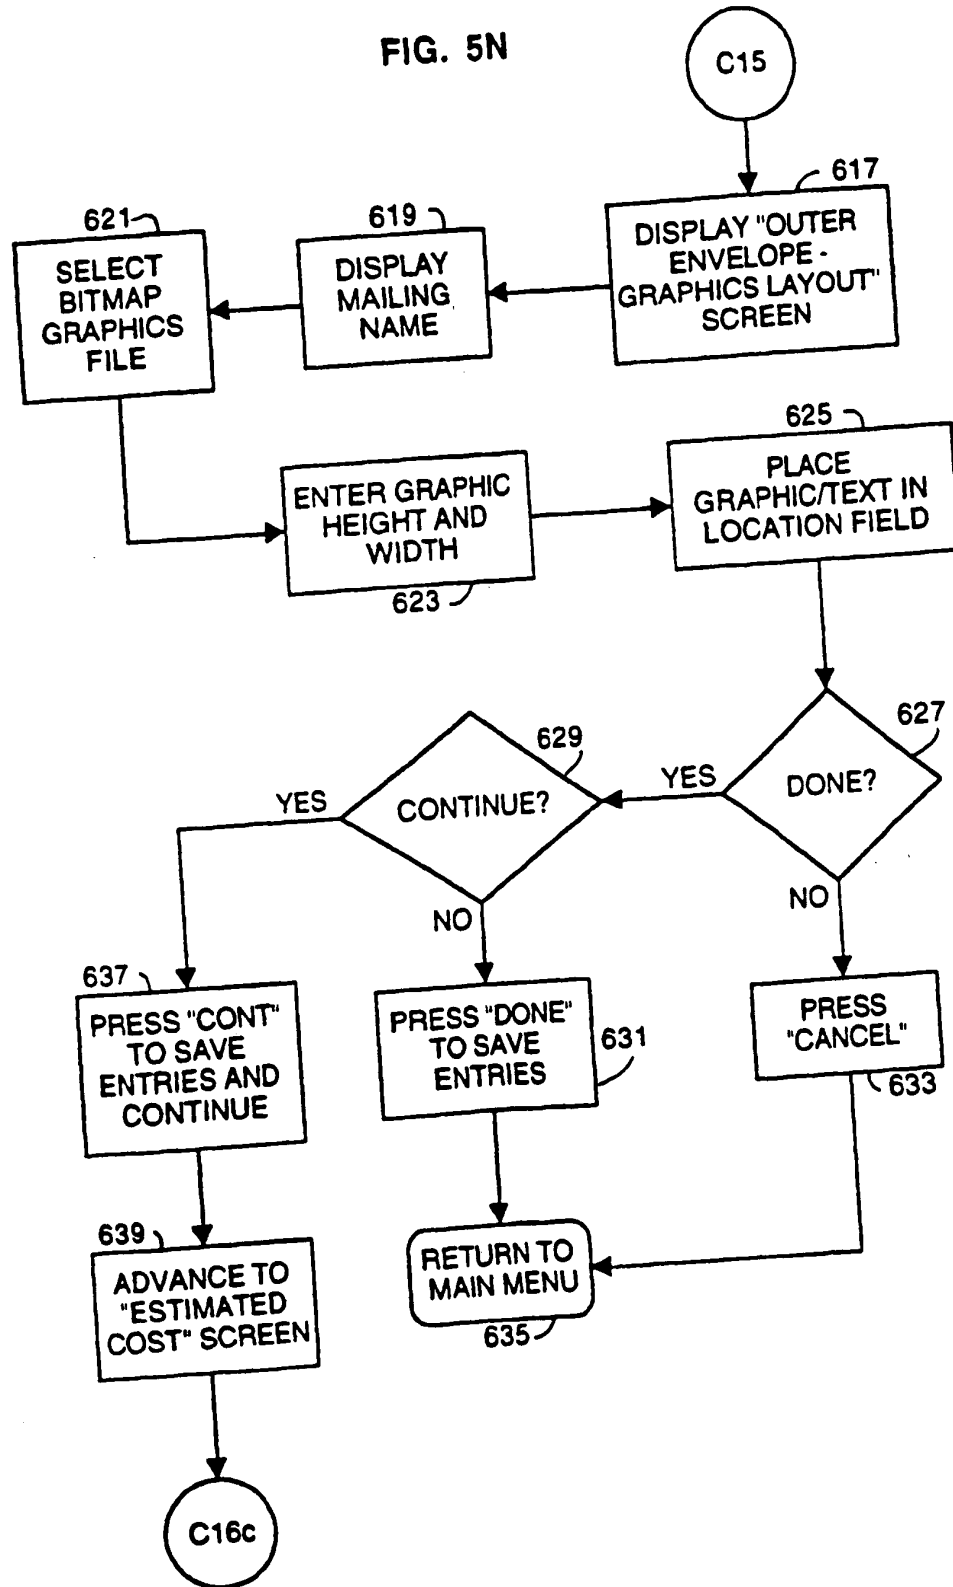 FIG. 5N
C15
617
DISPLAY "OUTER
ENVELOPE -
GRAPHICS LAYOUT"
SCREEN
619
DISPLAY
MAILING
NAME
621
SELECT
BITMAP
GRAPHICS
FILE
ENTER GRAPHIC
HEIGHT AND
WIDTH
623
625
PLACE
GRAPHIC/TEXT IN
LOCATION FIELD
627
DONE?
YES
NO
629
CONTINUE?
YES
NO
637
PRESS "CONT"
TO SAVE
ENTRIES AND
CONTINUE
PRESS "DONE"
TO SAVE
ENTRIES
631
PRESS
"CANCEL"
633
639
ADVANCE TO
"ESTIMATED
COST" SCREEN
RETURN TO
MAIN MENU
635
C16c